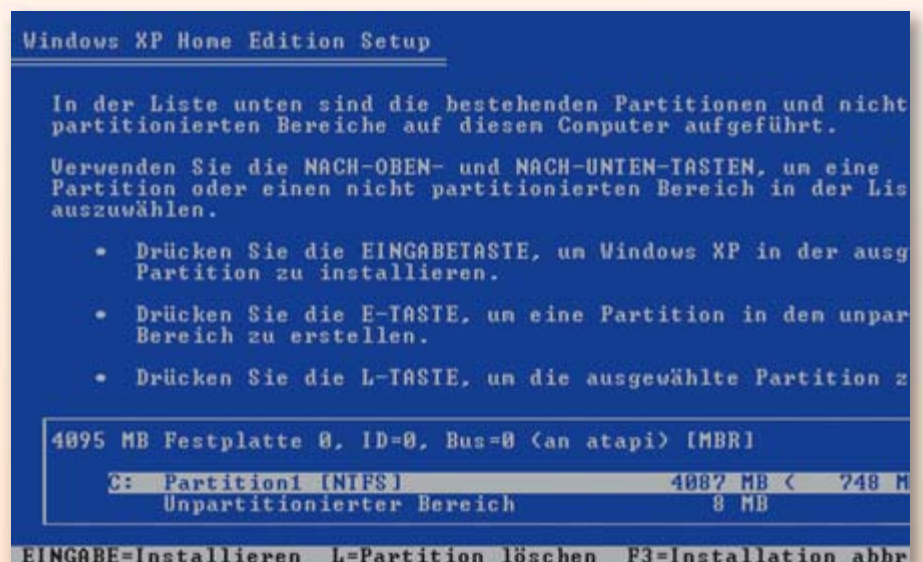 Windows XP Home Edition Setup
In der Liste unten sind die bestehenden Partitionen und nicht
partitionierten Bereiche auf diesem Computer aufgeführt.
Verwenden Sie die NACH-OBEN- und NACH-UNTEN-TASTEN, um eine
Partition oder einen nicht partitionierten Bereich in der Lis
auszuwählen.
• Drücken Sie die EINGABETASTE, um Windows XP in der ausg
Partition zu installieren.
• Drücken Sie die E-TASTE, um eine Partition in dem unpar
Bereich zu erstellen.
• Drücken Sie die L-TASTE, um die ausgewählte Partition z
4095 MB Festplatte 0, ID=0, Bus=0 (an atapi) [MBR]
C: Partition1 [NTFS] 4087 MB ( 748 M
Unpartitionierter Bereich 8 MB
EINGABE=Installieren L=Partition löschen F3=Installation abbr